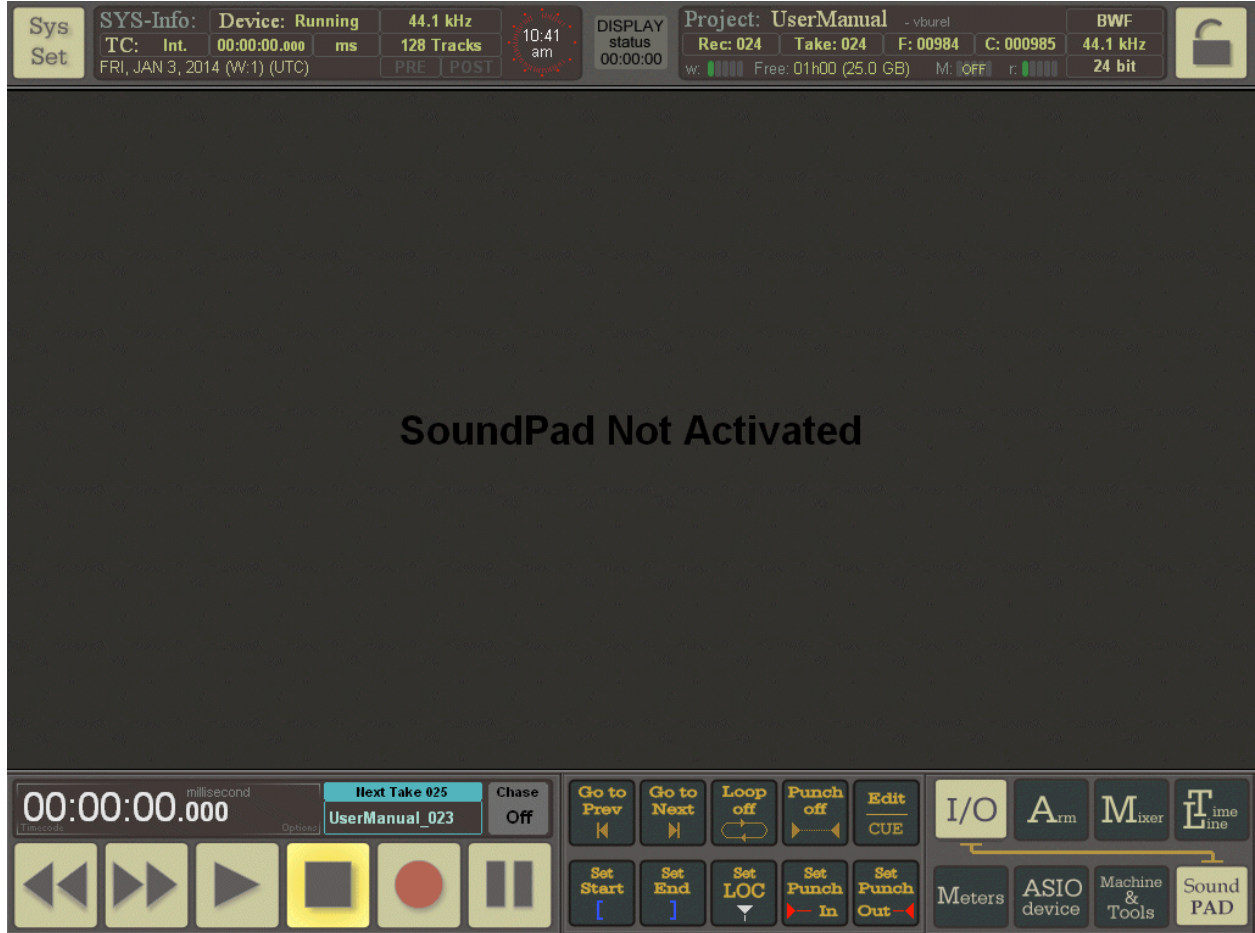 Sys
Set
SYS-Info: Device: Running 44.1 kHz
TC: Int. 00:00:00.000 ms 128 Tracks
FRI, JAN 3, 2014 (W:1) (UTC) PRE POST
10:41
am
DISPLAY
status
00:00:00
Project: UserManual - vburel BWF
Rec: 024 Take: 024 F: 00984 C: 000985 44.1 kHz
w: Free: 01h00 (25.0 GB) M: OFF r: 24 bit
SoundPad Not Activated
00:00:00.000
millisecond
Timecode
Options
Next Take 025
UserManual_023
Chase
Off
Go to
Prev
Go to
Next
Loop
off
Punch
off
Edit
CUE
Set
Start
[
Set
End
]
Set
LOC
Set
Punch
In
Set
Punch
Out
I/O
Arm
Mixer
Time
Line
Meters
ASIO
device
Machine
&
Tools
Sound
PAD